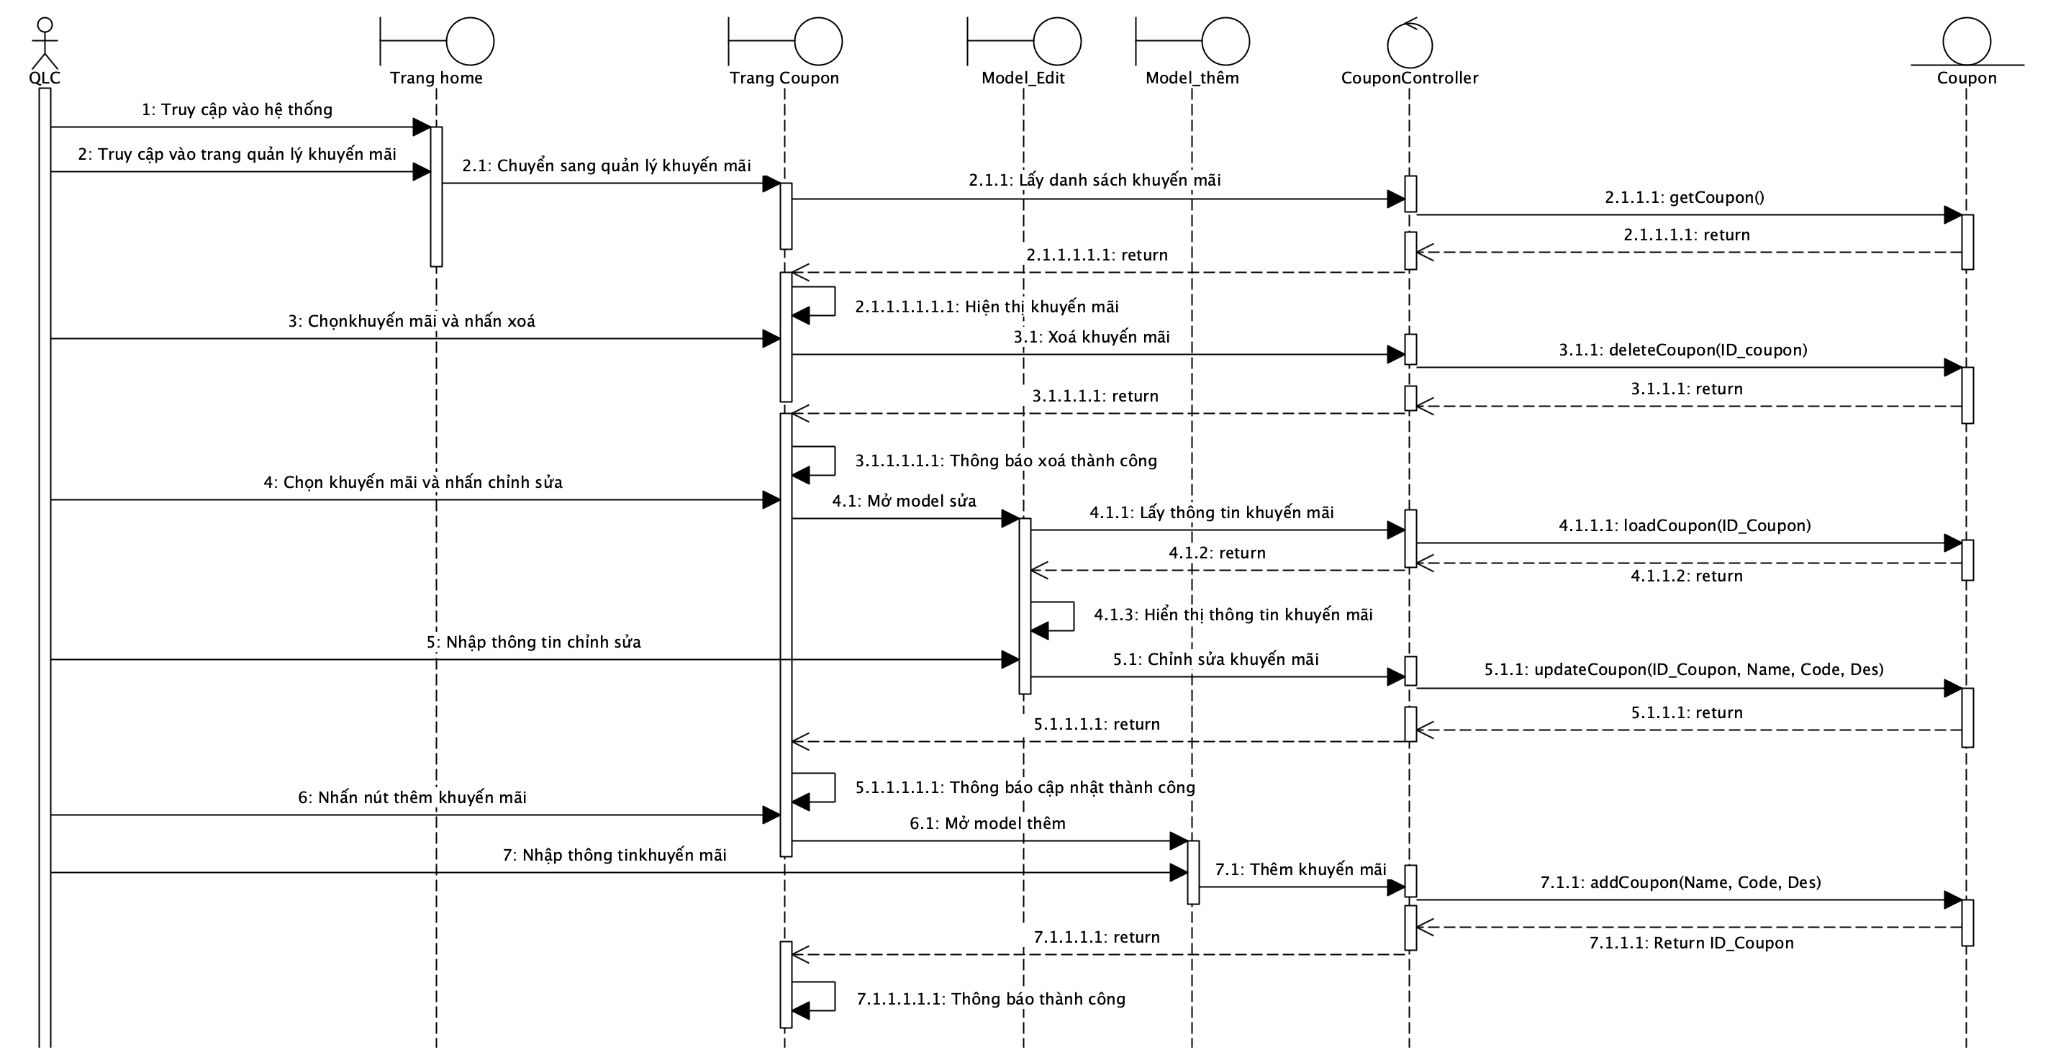 QLC
Trang home
Trang Coupon
Model_Edit
Model_thêm
CouponController
Coupon
1: Truy cập vào hệ thống
2: Truy cập vào trang quản lý khuyến mãi
2.1: Chuyển sang quản lý khuyến mãi
2.1.1: Lấy danh sách khuyến mãi
2.1.1.1: getCoupon()
2.1.1.1.1: return
2.1.1.1.1.1: return
2.1.1.1.1.1.1: Hiện thị khuyến mãi
3: Chọnkhuyến mãi và nhấn xoá
3.1: Xoá khuyến mãi
3.1.1: deleteCoupon(ID_coupon)
3.1.1.1: return
3.1.1.1.1: return
3.1.1.1.1.1: Thông báo xoá thành công
4: Chọn khuyến mãi và nhấn chỉnh sửa
4.1: Mở model sửa
4.1.1: Lấy thông tin khuyến mãi
4.1.1.1: loadCoupon(ID_Coupon)
4.1.2: return
4.1.1.2: return
4.1.3: Hiển thị thông tin khuyến mãi
5: Nhập thông tin chỉnh sửa
5.1: Chỉnh sửa khuyến mãi
5.1.1: updateCoupon(ID_Coupon, Name, Code, Des)
5.1.1.1: return
5.1.1.1.1: return
5.1.1.1.1.1: Thông báo cập nhật thành công
6: Nhấn nút thêm khuyến mãi
6.1: Mở model thêm
7: Nhập thông tinkhuyến mãi
7.1: Thêm khuyến mãi
7.1.1: addCoupon(Name, Code, Des)
7.1.1.1.1: return
7.1.1.1: Return ID_Coupon
7.1.1.1.1.1: Thông báo thành công